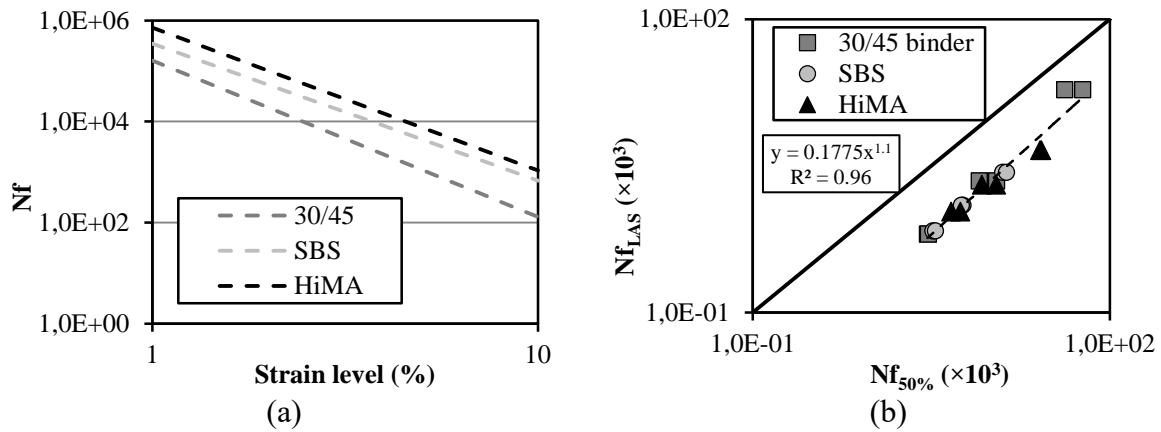 1,0E+06
1,0E+04
1,0E+02
1,0E+00
Nf
30/45
SBS
HiMA
1
10
Strain level (%)
(a)
1,0E+02
1,0E-01
Nf_LAS (×10³)
30/45 binder
SBS
HiMA
y = 0.1775x^1.1
R² = 0.96
1,0E-01
1,0E+02
Nf_50% (×10³)
(b)